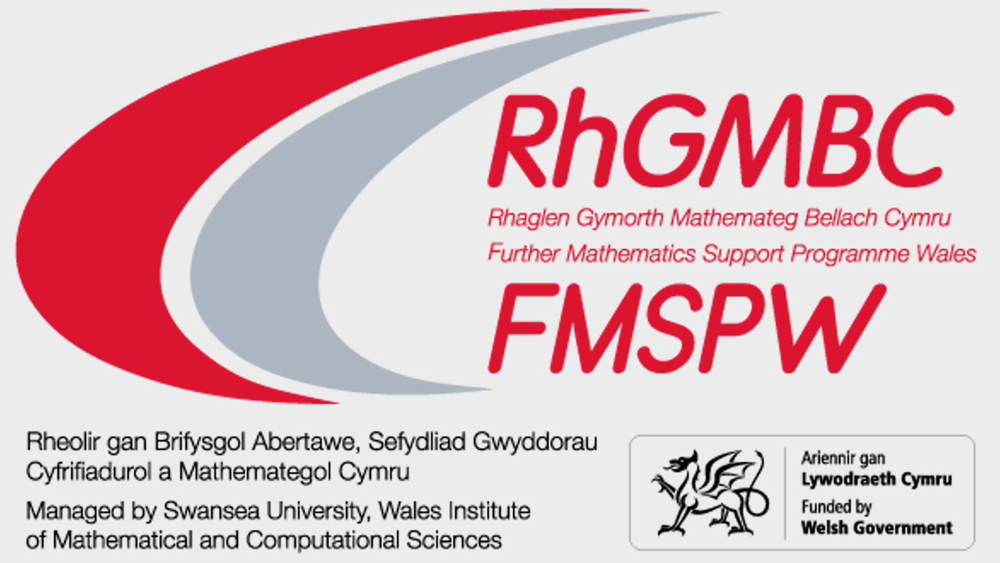 RhGMBC
Rhaglen Gymorth Mathemateg Bellach Cymru
Further Mathematics Support Programme Wales
FMSPW
Rheolir gan Brifysgol Abertawe, Sefydliad Gwyddorau
Cyfrifiadurol a Mathemategol Cymru
Managed by Swansea University, Wales Institute
of Mathematical and Computational Sciences
Ariennir gan
Lywodraeth Cymru
Funded by
Welsh Government